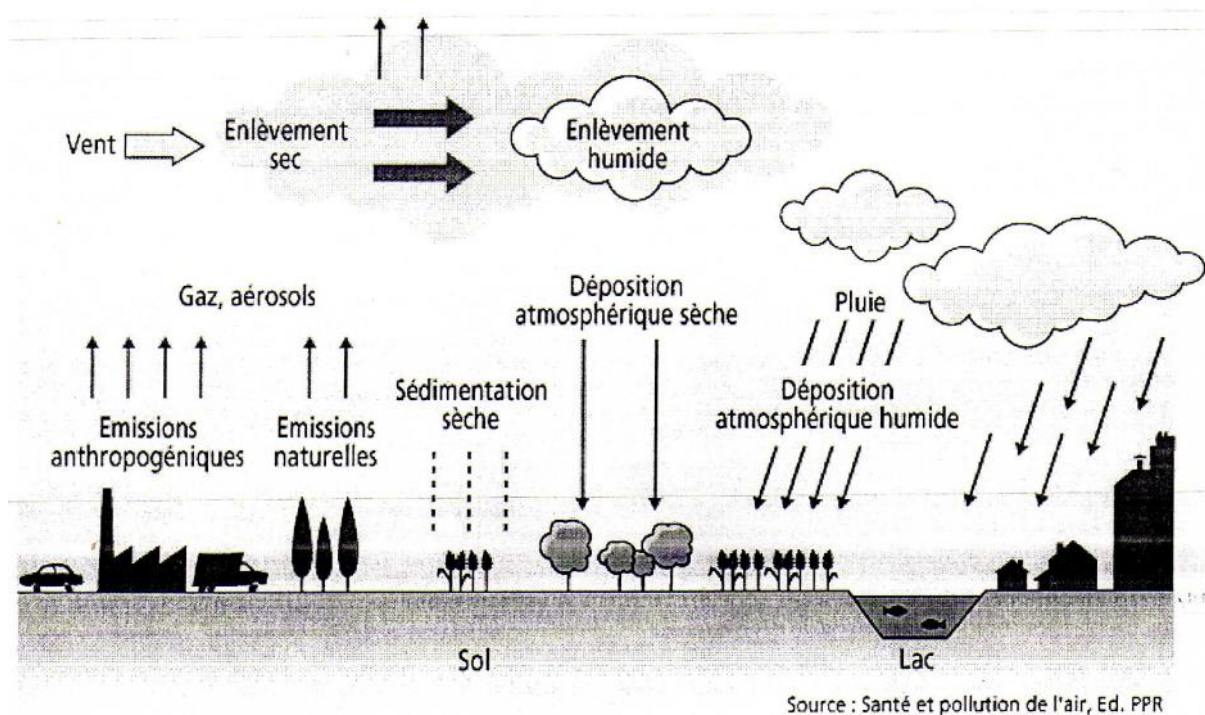 Vent
Enlèvement
sec
Enlèvement
humide
Gaz, aérosols
Déposition
atmosphérique sèche
Pluie
Sédimentation
sèche
Déposition
atmosphérique humide
Emissions
anthropogéniques
Emissions
naturelles
Sol
Lac
Source : Santé et pollution de l'air, Ed. PPR